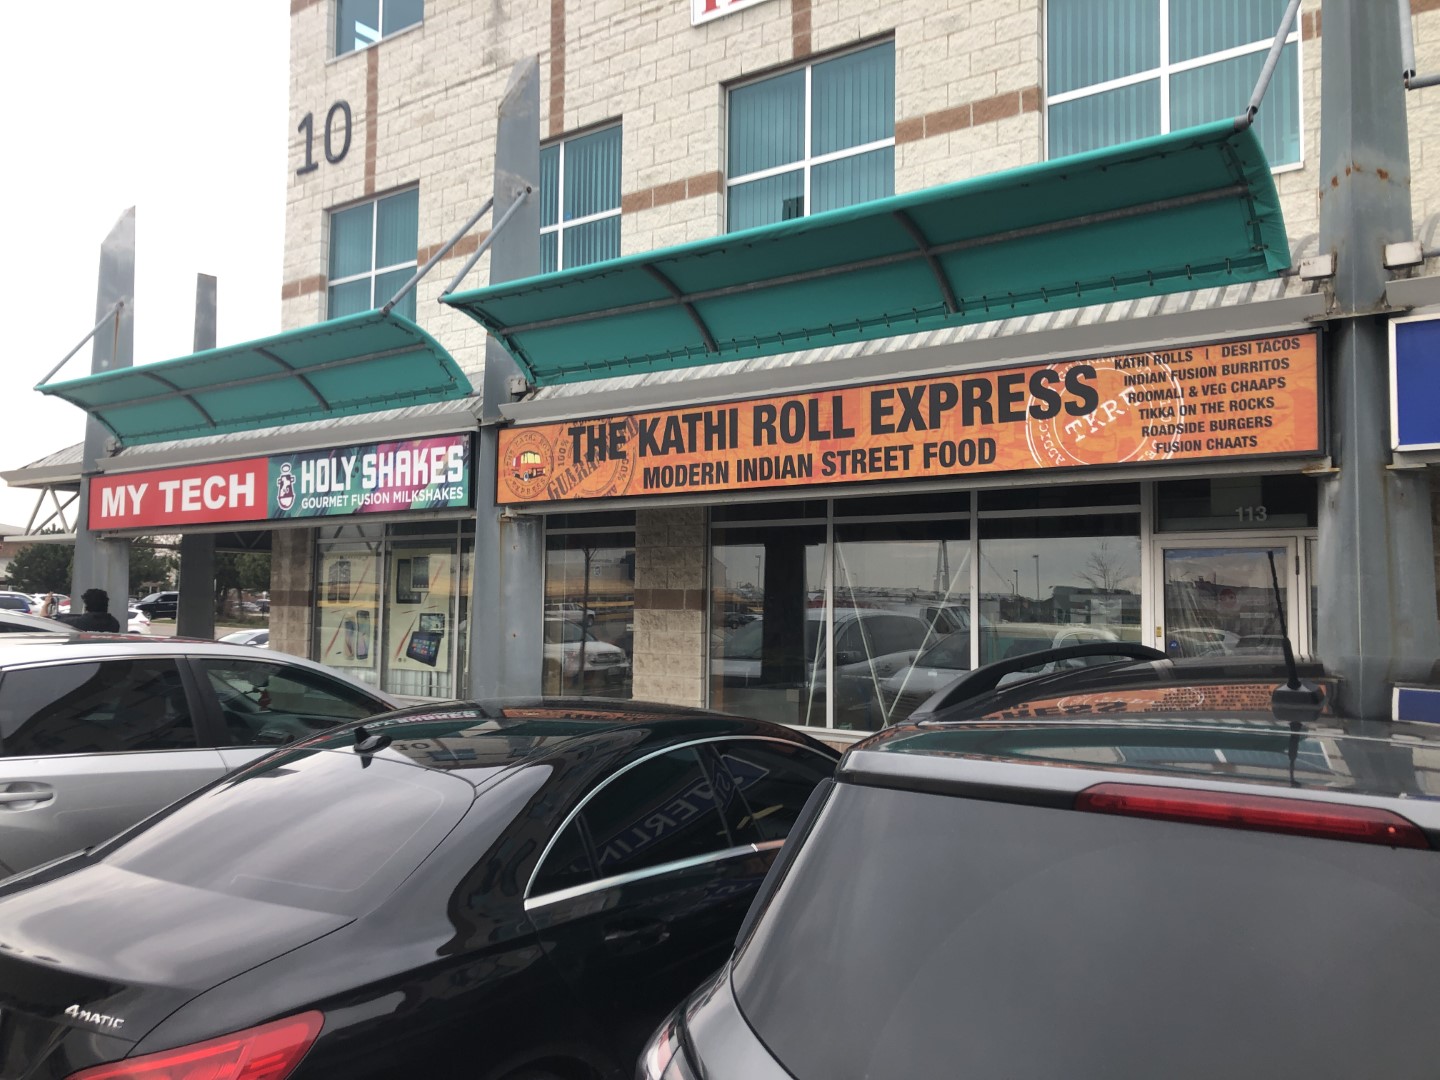 10
MY TECH
HOLY SHAKES
GOURMET FUSION MILKSHAKES
THE KATHI ROLL EXPRESS
MODERN INDIAN STREET FOOD
TKRE
KATHI ROLLS | DESI TACOS
INDIAN FUSION BURRITOS
ROOMALI & VEG CHAAPS
TIKKA ON THE ROCKS
ROADSIDE BURGERS
FUSION CHAATS
113
4MATIC